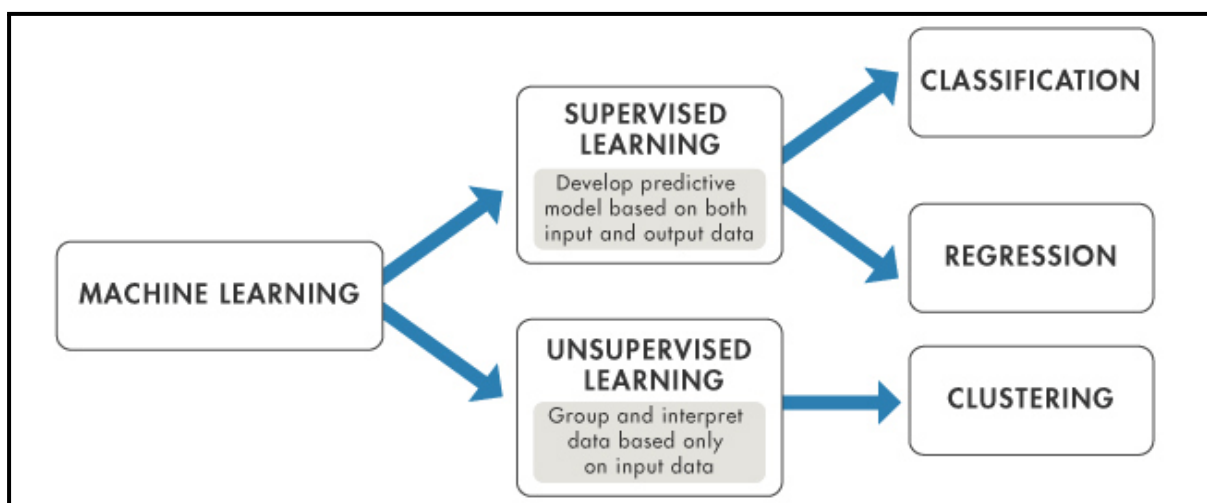 MACHINE LEARNING
SUPERVISED
LEARNING
Develop predictive
model based on both
input and output data
UNSUPERVISED
LEARNING
Group and interpret
data based only
on input data
CLASSIFICATION
REGRESSION
CLUSTERING